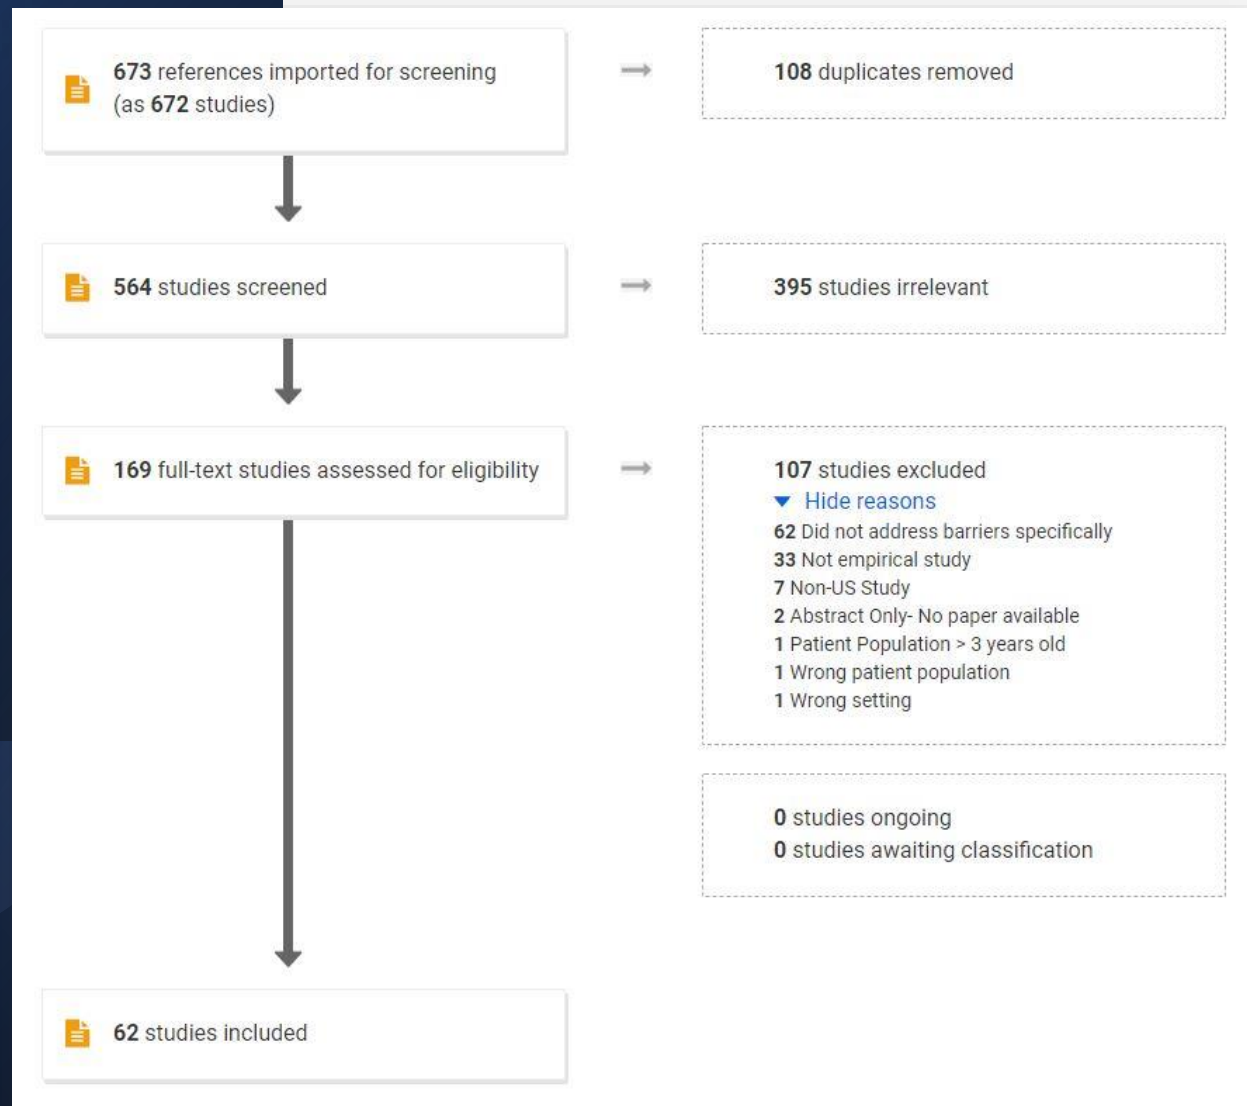 673 references imported for screening
(as 672 studies)
108 duplicates removed
564 studies screened
395 studies irrelevant
169 full-text studies assessed for eligibility
107 studies excluded
Hide reasons
62 Did not address barriers specifically
33 Not empirical study
7 Non-US Study
2 Abstract Only- No paper available
1 Patient Population > 3 years old
1 Wrong patient population
1 Wrong setting
0 studies ongoing
0 studies awaiting classification
62 studies included